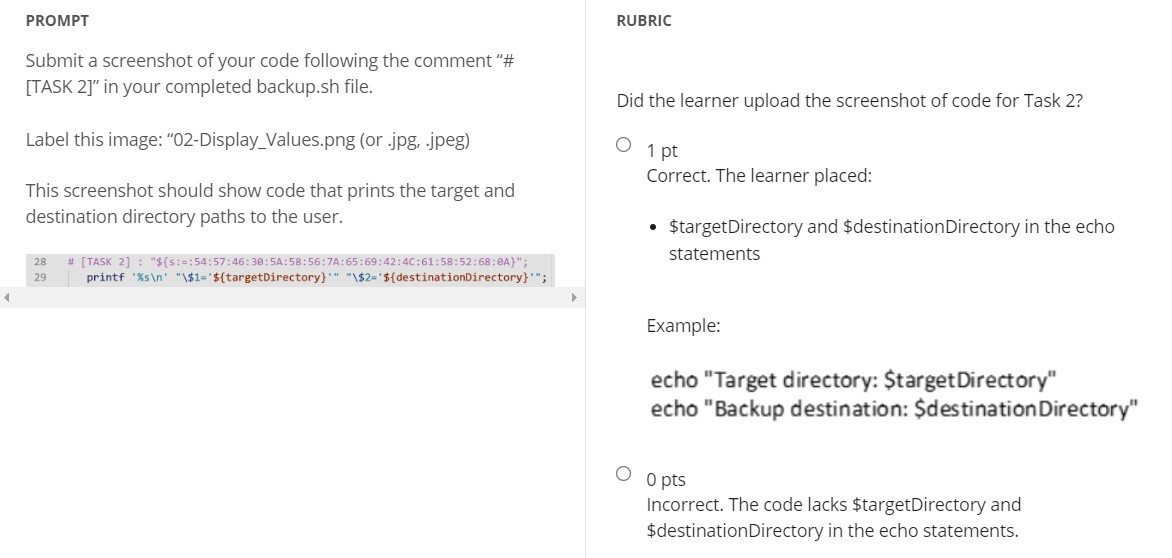 PROMPT
Submit a screenshot of your code following the comment “#
[TASK 2]” in your completed backup.sh file.
Label this image: “02-Display_Values.png (or .jpg, .jpeg)
This screenshot should show code that prints the target and
destination directory paths to the user.
28 # [TASK 2] : "${s:=:54:57:46:30:5A:58:56:7A:65:69:42:4C:61:58:52:68:0A}";
29 printf '%s\n' "\$1='${targetDirectory}'" "\$2='${destinationDirectory}'";
RUBRIC
Did the learner upload the screenshot of code for Task 2?
1 pt
Correct. The learner placed:
• $targetDirectory and $destinationDirectory in the echo
statements
Example:
echo "Target directory: $targetDirectory"
echo "Backup destination: $destinationDirectory"
0 pts
Incorrect. The code lacks $targetDirectory and
$destinationDirectory in the echo statements.